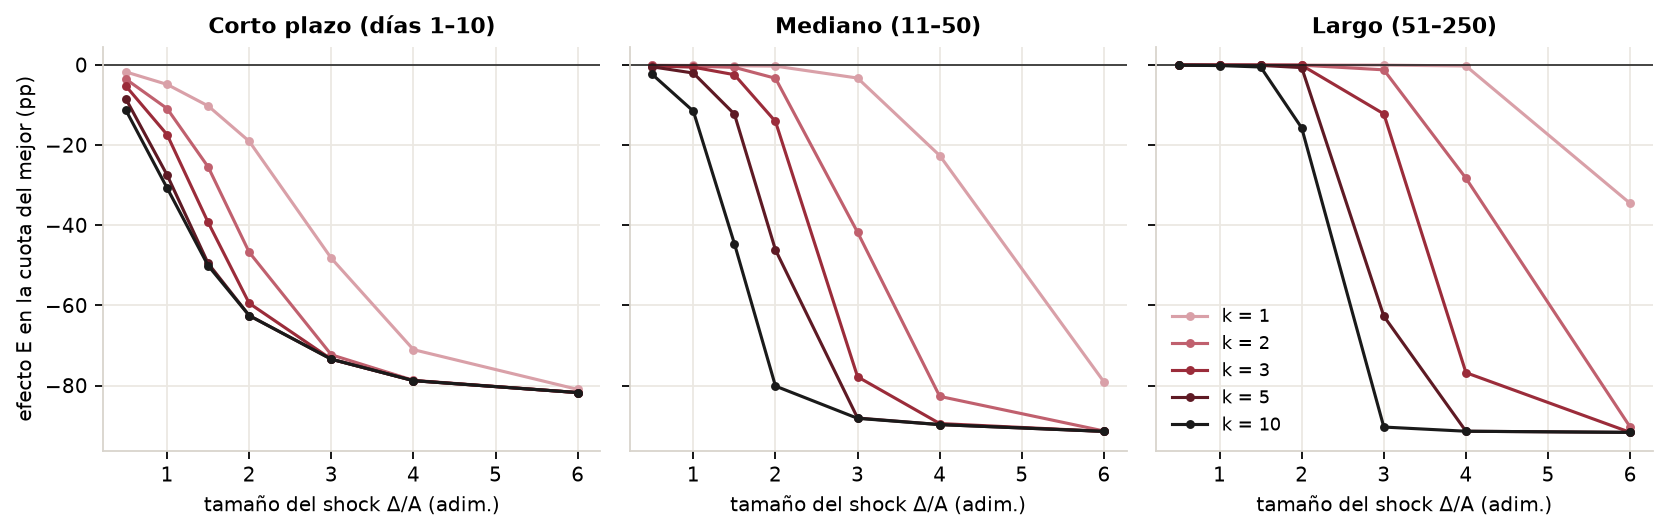 Corto plazo (días 1–10)
Mediano (11–50)
Largo (51–250)
efecto E en la cuota del mejor (pp)
0
−20
−40
−60
−80
k = 1
k = 2
k = 3
k = 5
k = 10
1 2 3 4 5 6
1 2 3 4 5 6
1 2 3 4 5 6
tamaño del shock Δ/A (adim.)
tamaño del shock Δ/A (adim.)
tamaño del shock Δ/A (adim.)